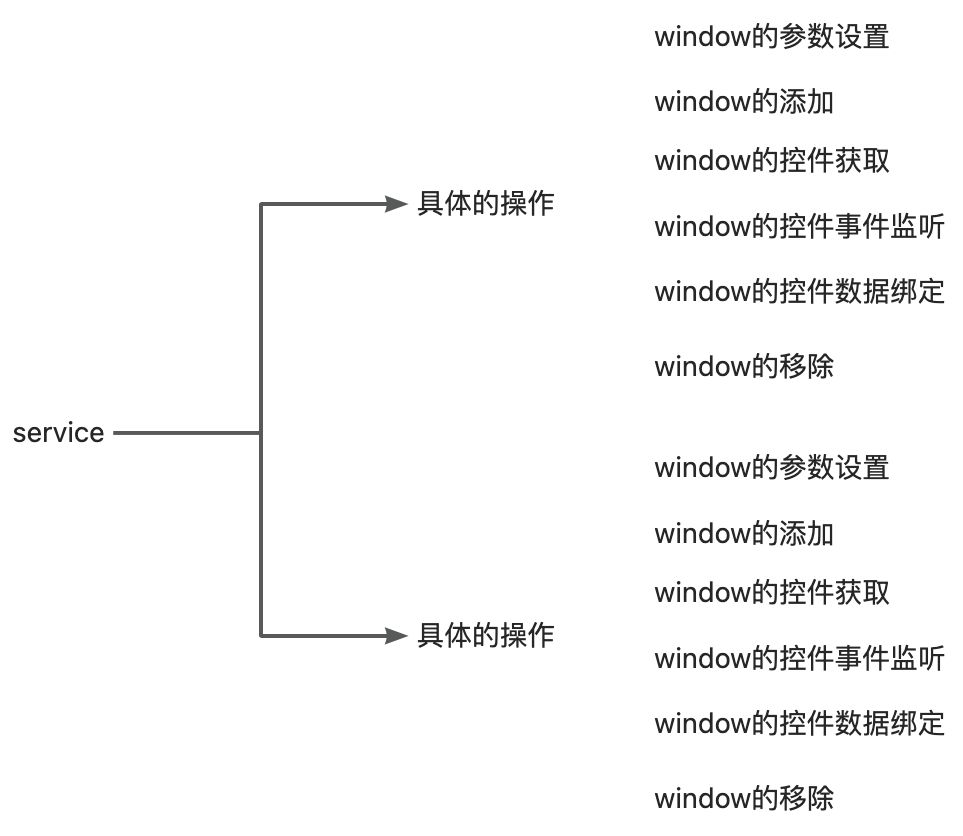 window的参数设置
window的添加
window的控件获取
具体的操作
window的控件事件监听
window的控件数据绑定
window的移除
service
window的参数设置
window的添加
window的控件获取
具体的操作
window的控件事件监听
window的控件数据绑定
window的移除